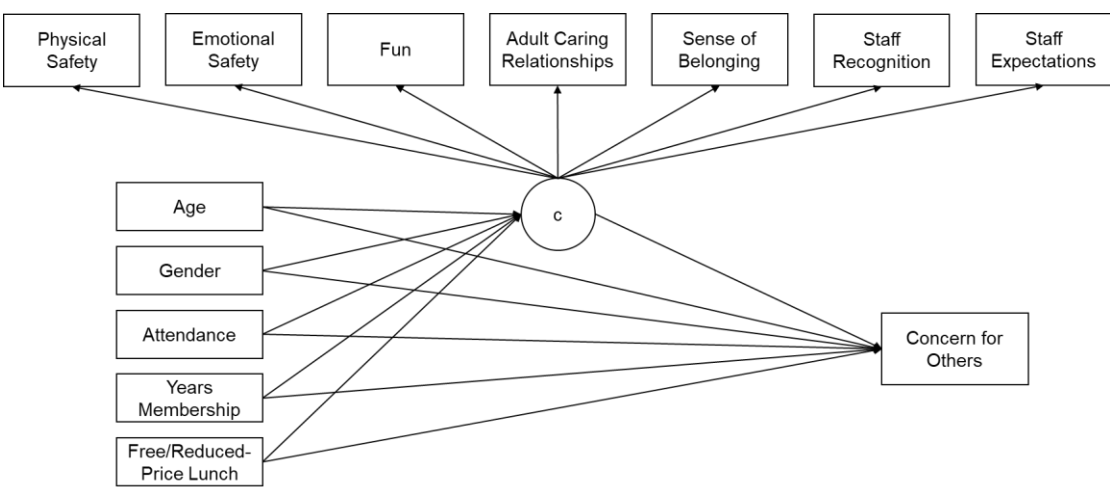 Physical
Safety
Emotional
Safety
Fun
Adult Caring
Relationships
Sense of
Belonging
Staff
Recognition
Staff
Expectations
c
Age
Gender
Attendance
Years
Membership
Free/Reduced-
Price Lunch
Concern for
Others